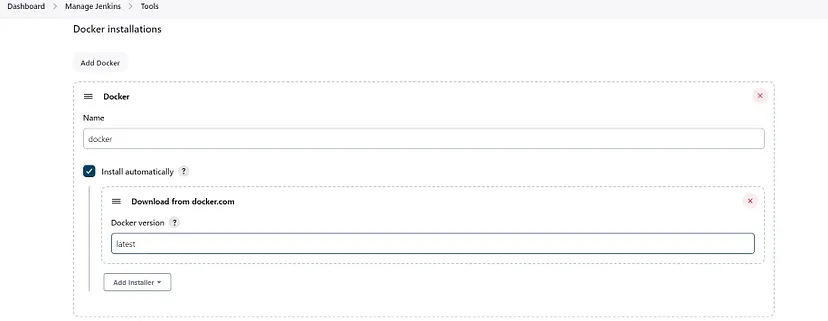 Dashboard > Manage Jenkins > Tools
Docker installations
Add Docker
Docker
Name
docker
Install automatically ?
Download from docker.com
Docker version ?
latest
Add Installer